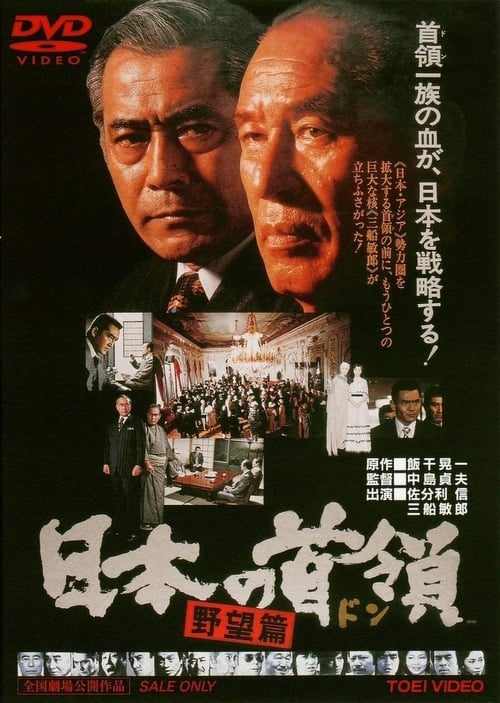 DVD
VIDEO
首領一族の血が、日本を戦略する！
ドン
《日本・アジア》勢力圏を
拡大する首領の前に、もうひとつの
巨大な核《三船敏郎》が
立ちふさがった！
原作■飯干晃一
監督■中島貞夫
出演■佐分利信
三船敏郎
日本の首領
ドン
野望篇
全国劇場公開作品
SALE ONLY
TOEI VIDEO